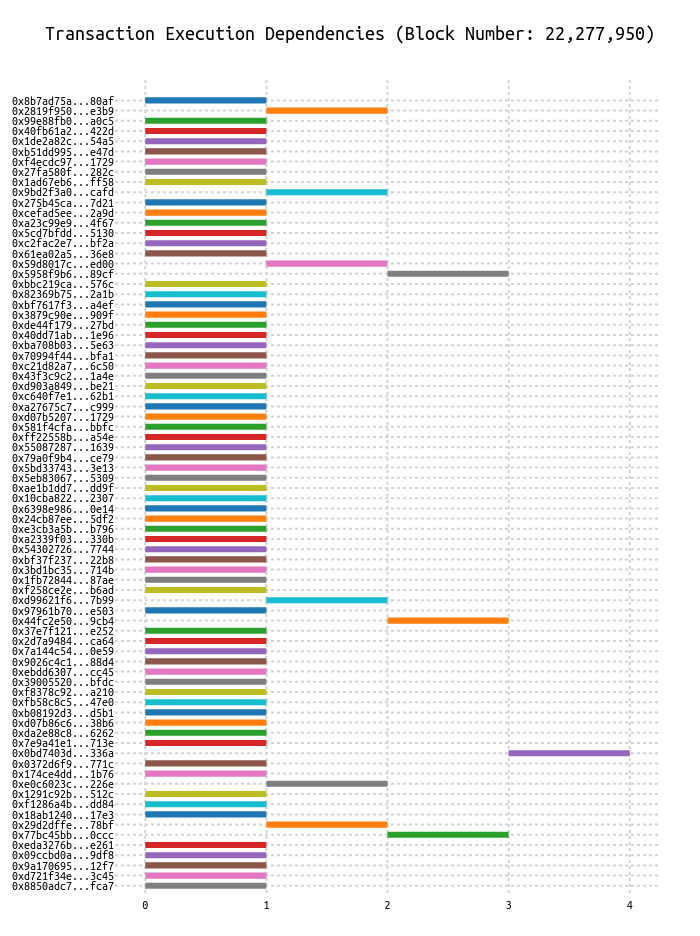 Transaction Execution Dependencies (Block Number: 22,277,950)
0x8b7ad75a...80af
0x2819f950...e3b9
0x99e88fb0...a0c5
0x40fb61a2...422d
0x1de2a82c...54a5
0xb51dd995...e47d
0xf4ecdc97...1729
0x27fa580f...282c
0x1ad67eb6...ff58
0x9bd2f3a0...cafd
0x275b45ca...7d21
0xcefad5ee...2a9d
0xa23c99e9...4f67
0x5cd7bfdd...5130
0xc2fac2e7...bf2a
0x61ea02a5...36e8
0x59d8017c...ed00
0x5958f9b6...89cf
0xbbc219ca...576c
0x82369b75...2a1b
0xbf7617f3...a4ef
0x3879c90e...909f
0xde44f179...27bd
0x40dd71ab...1e96
0xba708b03...5e63
0x70994f44...bfa1
0xc21d82a7...6c50
0x43f3c9c2...1a4e
0xd903a849...be21
0xc640f7e1...62b1
0xa27675c7...c999
0xd07b5207...1729
0x581f4cfa...bbfc
0xff22558b...a54e
0x55087287...1639
0x79a0f9b4...ce79
0x5bd33743...3e13
0x5eb83067...5309
0xae1b1dd7...dd9f
0x10cba822...2307
0x6398e986...0e14
0x24cb87ee...5df2
0xe3cb3a5b...b796
0xa2339f03...330b
0x54302726...7744
0xbf37f237...22b8
0x3bd1bc35...714b
0x1fb72844...87ae
0xf258ce2e...b6ad
0xd99621f6...7b99
0x97961b70...e503
0x44fc2e50...9cb4
0x37e7f121...e252
0x2d7a9484...ca64
0x7a144c54...0e59
0x9026c4c1...88d4
0xebdd6307...cc45
0x39005520...bfdc
0xf8378c92...a210
0xfb58c8c5...47e0
0xb08192d3...d5b1
0xd07b86c6...38b6
0xda2e88c8...6262
0x7e9a41e1...713e
0x0bd7403d...336a
0x0372d6f9...771c
0x174ce4dd...1b76
0xe0c6023c...226e
0x1291c92b...512c
0xf1286a4b...dd84
0x18ab1240...17e3
0x29d2dffe...78bf
0x77bc45bb...0ccc
0xeda3276b...e261
0x09ccbd0a...9df8
0x9a170695...12f7
0xd721f34e...3c45
0x8850adc7...fca7
0 1 2 3 4